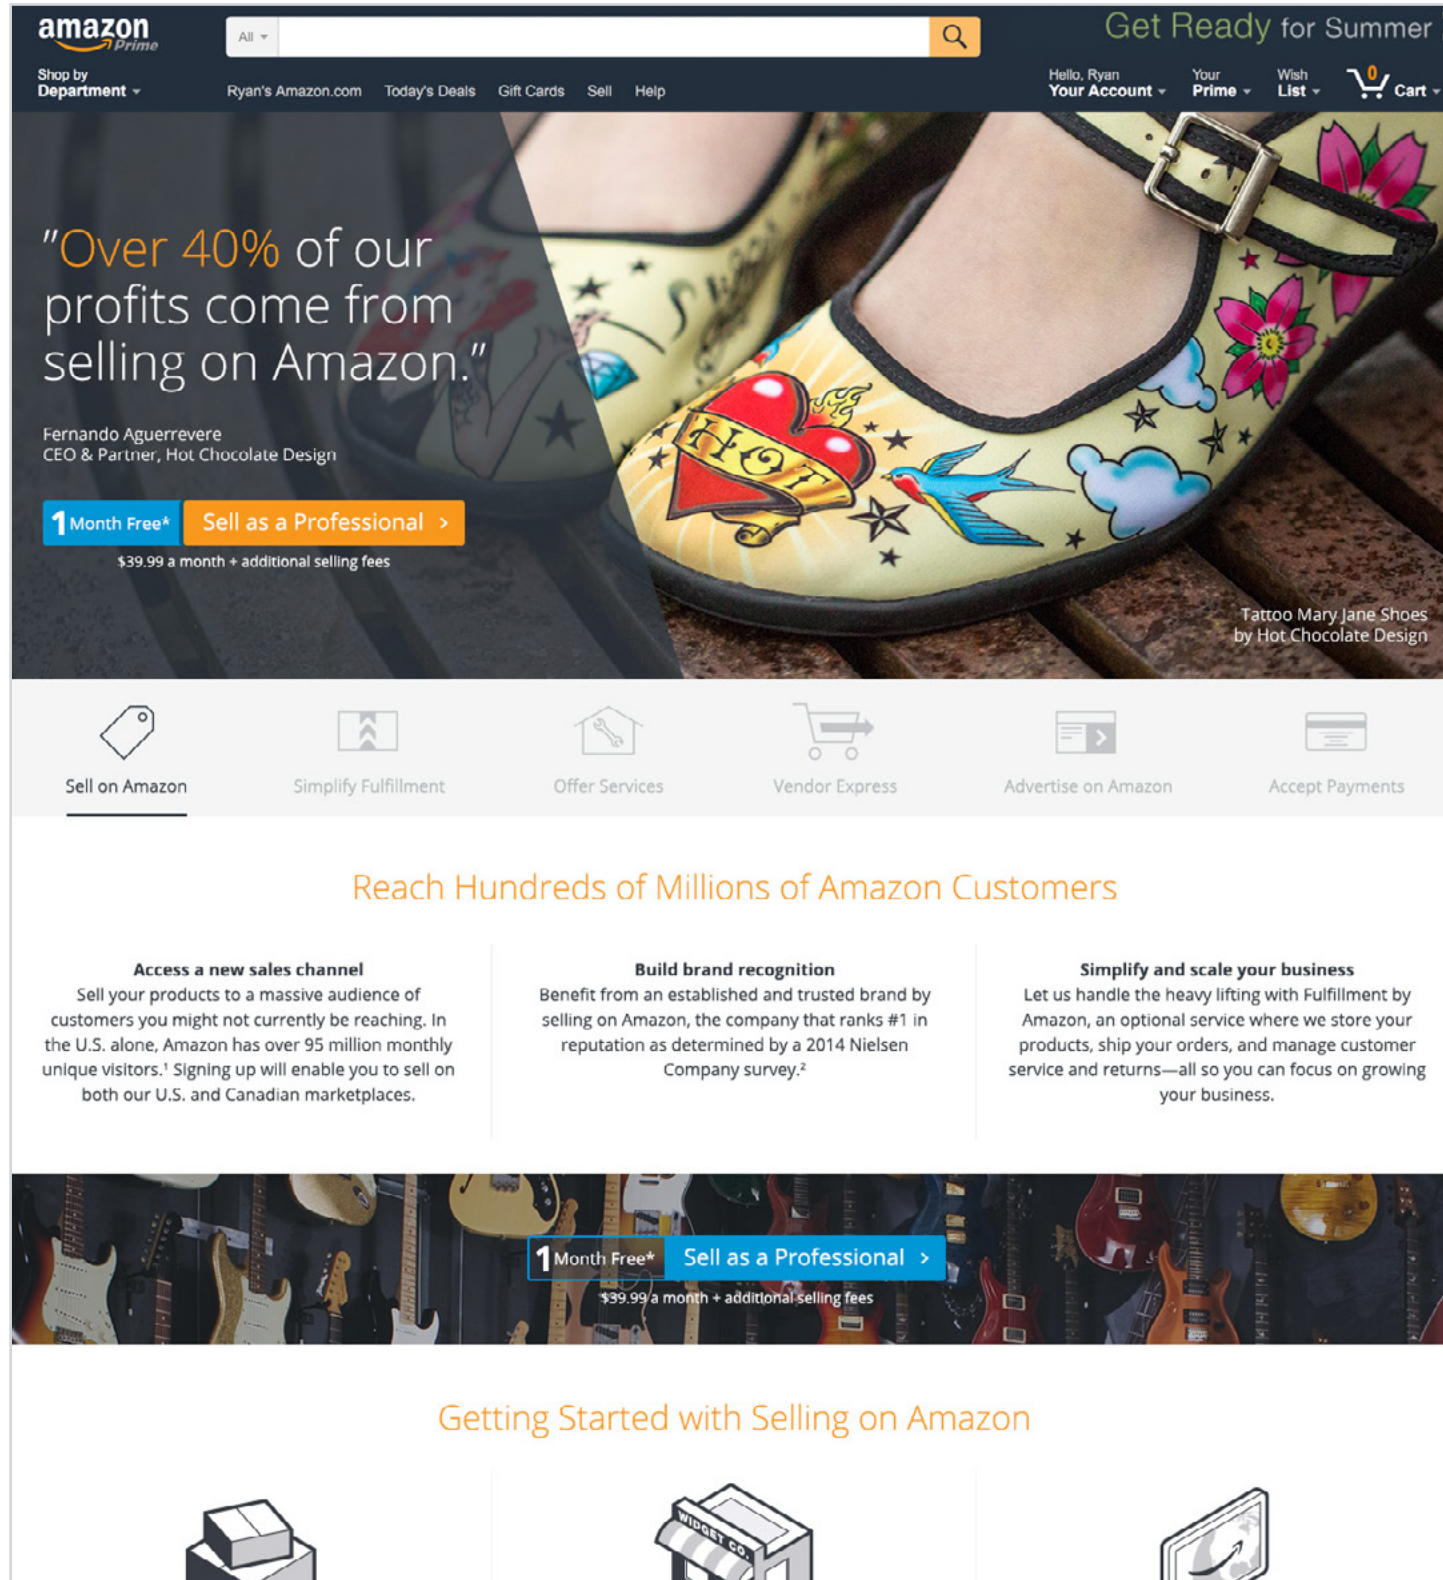 amazon
Prime
All
Get Ready for Summer
Shop by
Department
Ryan's Amazon.com Today's Deals Gift Cards Sell Help
Hello, Ryan
Your Account
Your
Prime
Wish
List
0
Cart
"Over 40% of our
profits come from
selling on Amazon."
Fernando Aguerrevere
CEO & Partner, Hot Chocolate Design
1 Month Free* Sell as a Professional >
$39.99 a month + additional selling fees
HOT
Tattoo Mary Jane Shoes
by Hot Chocolate Design
Sell on Amazon
Simplify Fulfillment
Offer Services
Vendor Express
Advertise on Amazon
Accept Payments
Reach Hundreds of Millions of Amazon Customers
Access a new sales channel
Sell your products to a massive audience of
customers you might not currently be reaching. In
the U.S. alone, Amazon has over 95 million monthly
unique visitors.¹ Signing up will enable you to sell on
both our U.S. and Canadian marketplaces.
Build brand recognition
Benefit from an established and trusted brand by
selling on Amazon, the company that ranks #1 in
reputation as determined by a 2014 Nielsen
Company survey.²
Simplify and scale your business
Let us handle the heavy lifting with Fulfillment by
Amazon, an optional service where we store your
products, ship your orders, and manage customer
service and returns—all so you can focus on growing
your business.
1 Month Free* Sell as a Professional >
$39.99 a month + additional selling fees
Getting Started with Selling on Amazon
WIDGET CO.